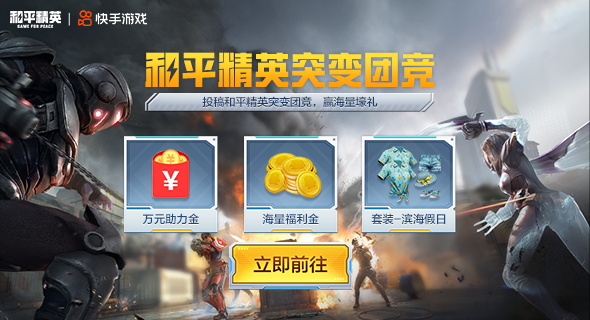 和平精英
GAME FOR PEACE
快手游戏
和平精英突变团竞
投稿和平精英突变团竞，赢海量壕礼
¥
万元助力金
海量福利金
套装-滨海假日
立即前往